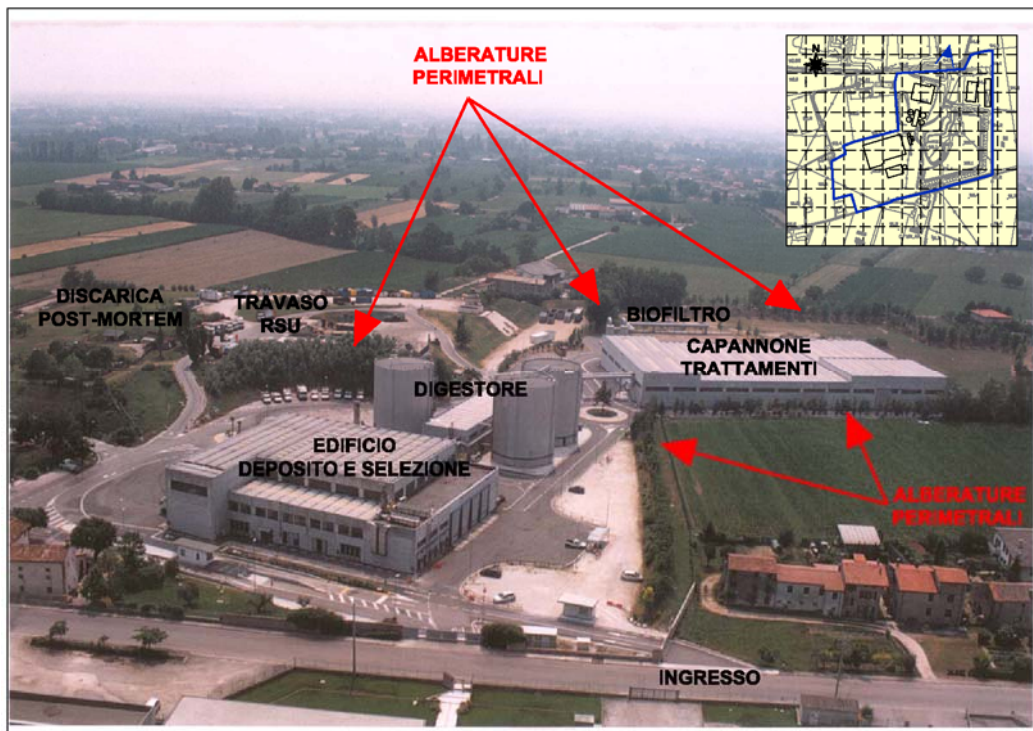 ALBERATURE
PERIMETRALI
N
DISCARICA
POST-MORTEM
TRAVASO
RSU
BIOFILTRO
CAPANNONE
TRATTAMENTI
DIGESTORE
EDIFICIO
DEPOSITO E SELEZIONE
ALBERATURE
PERIMETRALI
INGRESSO